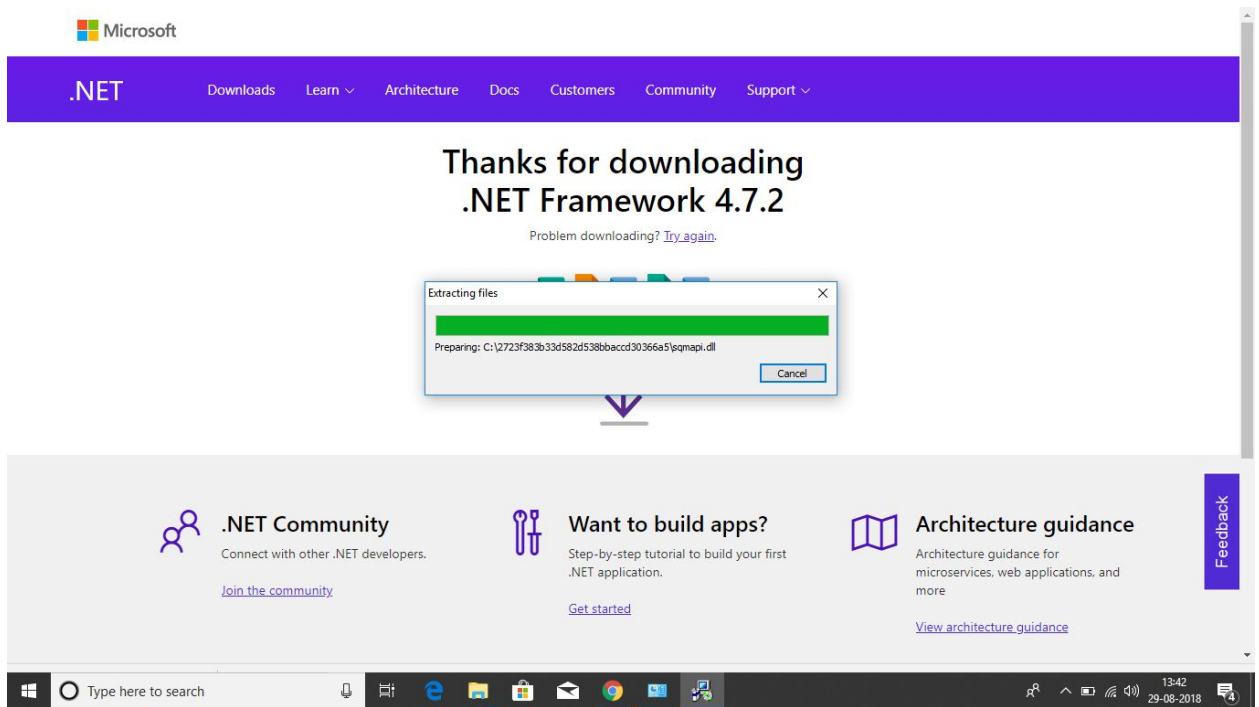 Microsoft
.NET Downloads Learn Architecture Docs Customers Community Support
Thanks for downloading
.NET Framework 4.7.2
Problem downloading? Try again.
Extracting files
Preparing: C:\2723f383b33d582d538bbaccd30366a5\sqmapi.dll
Cancel
.NET Community
Connect with other .NET developers.
Join the community
Want to build apps?
Step-by-step tutorial to build your first
.NET application.
Get started
Architecture guidance
Architecture guidance for
microservices, web applications, and
more
View architecture guidance
Feedback
Type here to search
13:42
29-08-2018
4